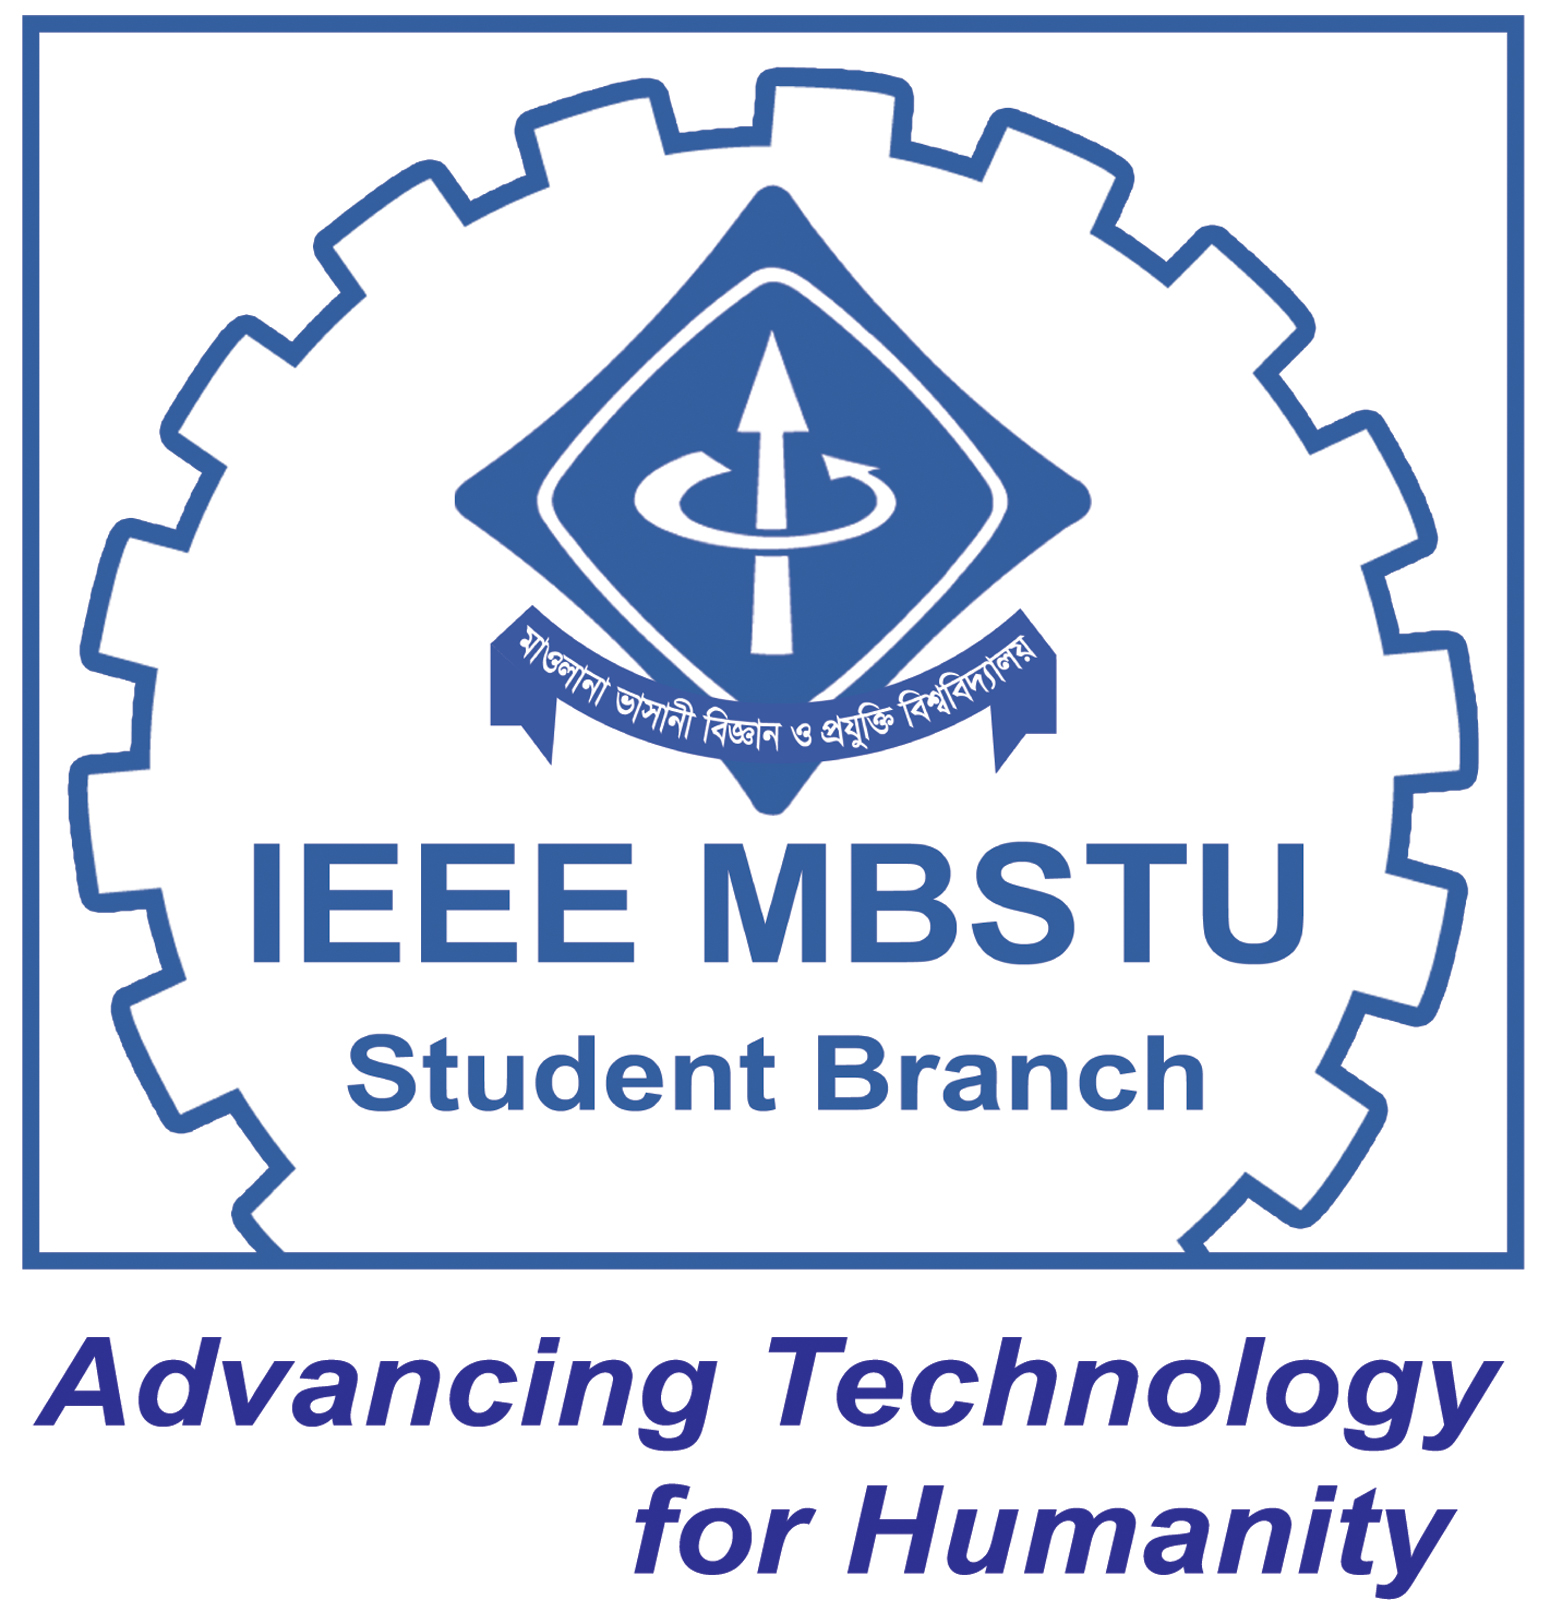 মাওলানা ভাসানী বিজ্ঞান ও প্রযুক্তি বিশ্ববিদ্যালয়
IEEE MBSTU
Student Branch
Advancing Technology
for Humanity